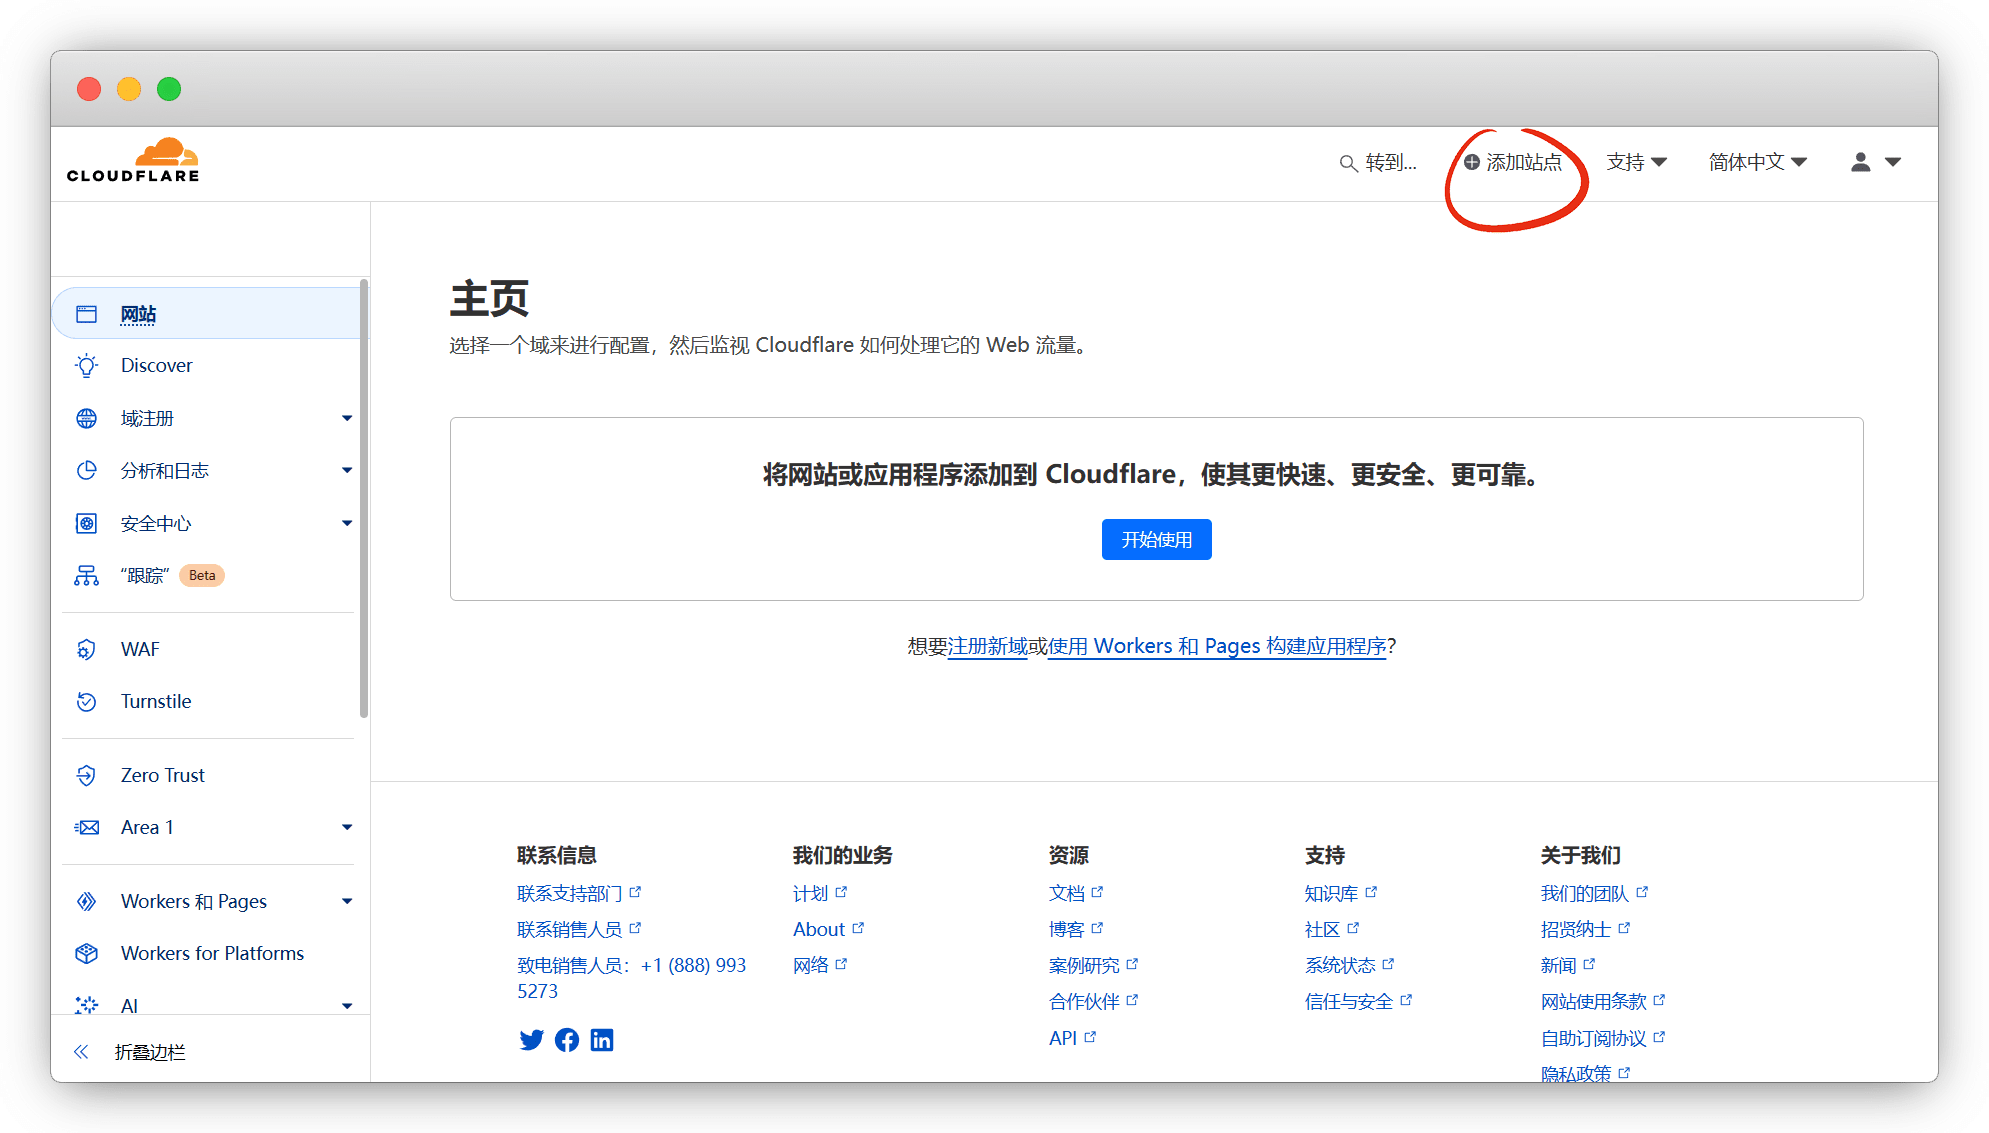 CLOUDFLARE
转到...
添加站点
支持
简体中文
网站
Discover
域注册
分析和日志
安全中心
“跟踪” Beta
WAF
Turnstile
Zero Trust
Area 1
Workers 和 Pages
Workers for Platforms
AI
折叠边栏
主页
选择一个域来进行配置，然后监视 Cloudflare 如何处理它的 Web 流量。
将网站或应用程序添加到 Cloudflare，使其更快速、更安全、更可靠。
开始使用
想要注册新域或使用 Workers 和 Pages 构建应用程序?
联系信息
联系支持部门
联系销售人员
致电销售人员：+1 (888) 993
5273
我们的业务
计划
About
网络
资源
文档
博客
案例研究
合作伙伴
API
支持
知识库
社区
系统状态
信任与安全
关于我们
我们的团队
招贤纳士
新闻
网站使用条款
自助订阅协议
隐私政策